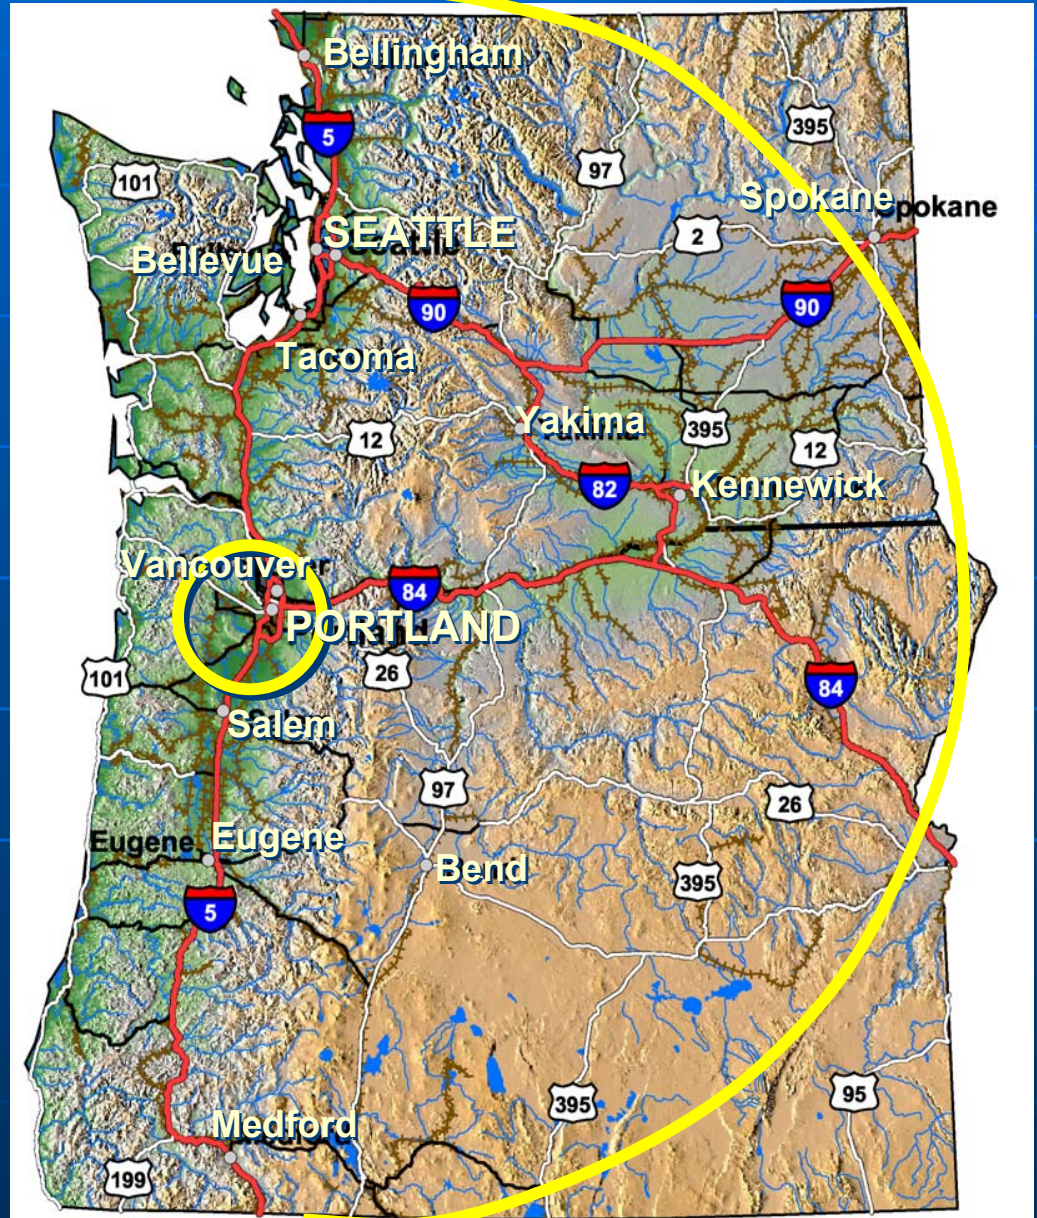 Bellingham
5
395
97
101
Spokane
Spokane
2
SEATTLE
Bellevue
90
90
Tacoma
Yakima
395
12
12
82
Kennewick
Vancouver
84
PORTLAND
26
101
84
Salem
97
26
Eugene
Eugene
Bend
395
5
395
95
Medford
199